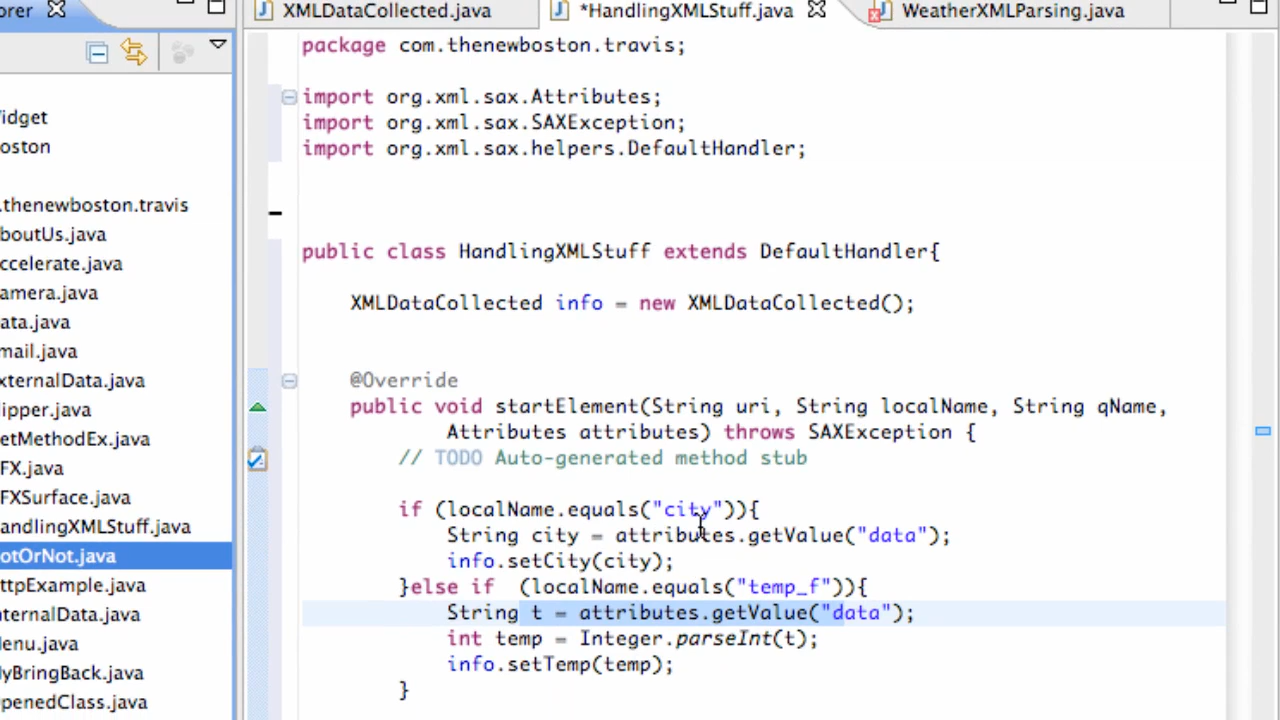 orer
XMLDataCollected.java
*HandlingXMLStuff.java
WeatherXMLParsing.java
idget
oston
.thenewboston.travis
boutUs.java
ccelerate.java
amera.java
ata.java
mail.java
xternalData.java
lipper.java
etMethodEx.java
FX.java
FXSurface.java
andlingXMLStuff.java
otOrNot.java
ttpExample.java
nternalData.java
enu.java
yBringBack.java
penedClass.java
package com.thenewboston.travis;
import org.xml.sax.Attributes;
import org.xml.sax.SAXException;
import org.xml.sax.helpers.DefaultHandler;
public class HandlingXMLStuff extends DefaultHandler{
XMLDataCollected info = new XMLDataCollected();
@Override
public void startElement(String uri, String localName, String qName,
Attributes attributes) throws SAXException {
// TODO Auto-generated method stub
if (localName.equals("city")){
String city = attributes.getValue("data");
info.setCity(city);
}else if (localName.equals("temp_f")){
String t = attributes.getValue("data");
int temp = Integer.parseInt(t);
info.setTemp(temp);
}